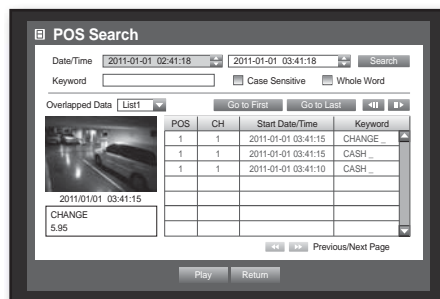 POS Search
Date/Time 2011-01-01 02:41:18 2011-01-01 03:41:18 Search
Keyword Case Sensitive Whole Word
Overlapped Data List1 Go to First Go to Last
POS CH Start Date/Time Keyword
1 1 2011-01-01 03:41:15 CHANGE _
1 1 2011-01-01 03:41:15 CASH _
1 1 2011-01-01 03:41:10 CASH _
2011/01/01 03:41:15
CHANGE
5.95
Previous/Next Page
Play Return